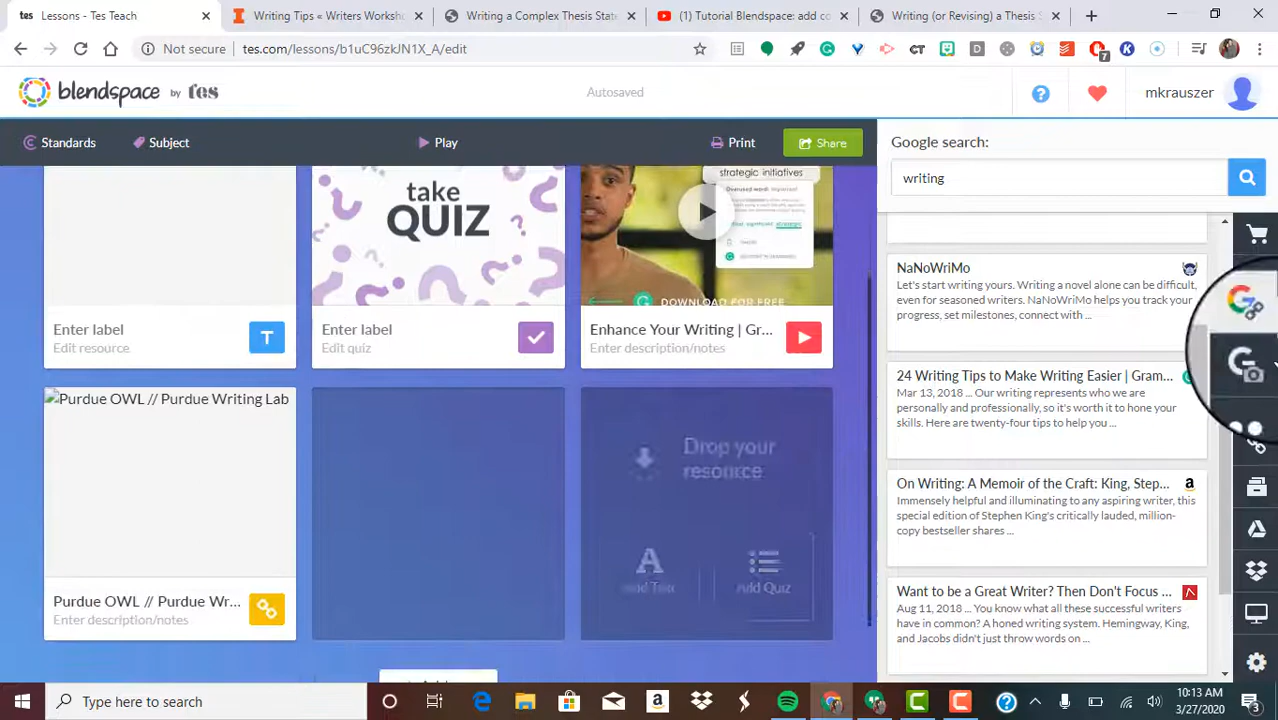 Lessons - Tes Teach
Writing Tips « Writers Worksho
Writing a Complex Thesis State
(1) Tutorial Blendspace: add co
Writing (or Revising) a Thesis S
Not secure
tes.com/lessons/b1uC96zkJN1X_A/edit
blendspace by tes
Autosaved
mkrauszer
Standards
Subject
Play
Print
Share
Google search:
writing
take
QUIZ
strategic initiatives
DOWNLOAD FOR FREE
Enter label
Edit resource
Enter label
Edit quiz
Enhance Your Writing | Gr...
Enter description/notes
Purdue OWL // Purdue Writing Lab
Drop your
resource
Add Quiz
Purdue OWL // Purdue Wr...
Enter description/notes
NaNoWriMo
Let's start writing yours. Writing a novel alone can be difficult,
even for seasoned writers. NaNoWriMo helps you track your
progress, set milestones, connect with ...
24 Writing Tips to Make Writing Easier | Gram...
Mar 13, 2018 ... Our writing represents who we are
personally and professionally, so it's worth it to hone your
skills. Here are twenty-four tips to help you ...
On Writing: A Memoir of the Craft: King, Step...
Immensely helpful and illuminating to any aspiring writer, this
special edition of Stephen King's critically lauded, million-
copy bestseller shares ...
Want to be a Great Writer? Then Don't Focus ...
Aug 11, 2018 ... You know what all these successful writers
have in common? A honed writing system. Hemingway, King,
and Jacobs didn't just throw words on ...
Type here to search
10:13 AM
3/27/2020